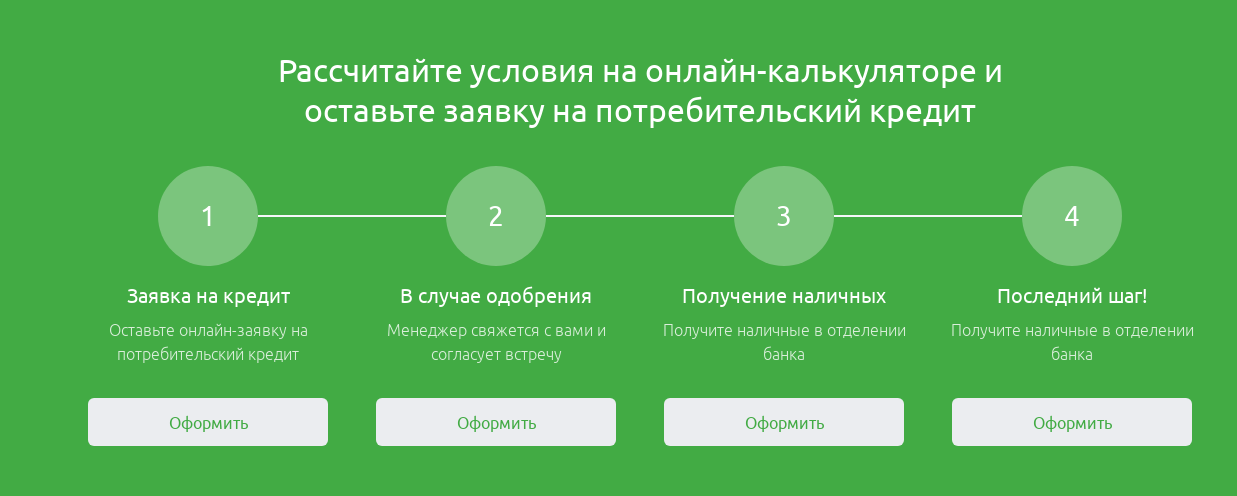 Рассчитайте условия на онлайн-калькуляторе и
оставьте заявку на потребительский кредит
1
2
3
4
Заявка на кредит
Оставьте онлайн-заявку на
потребительский кредит
Оформить
В случае одобрения
Менеджер свяжется с вами и
согласует встречу
Оформить
Получение наличных
Получите наличные в отделении
банка
Оформить
Последний шаг!
Получите наличные в отделении
банка
Оформить